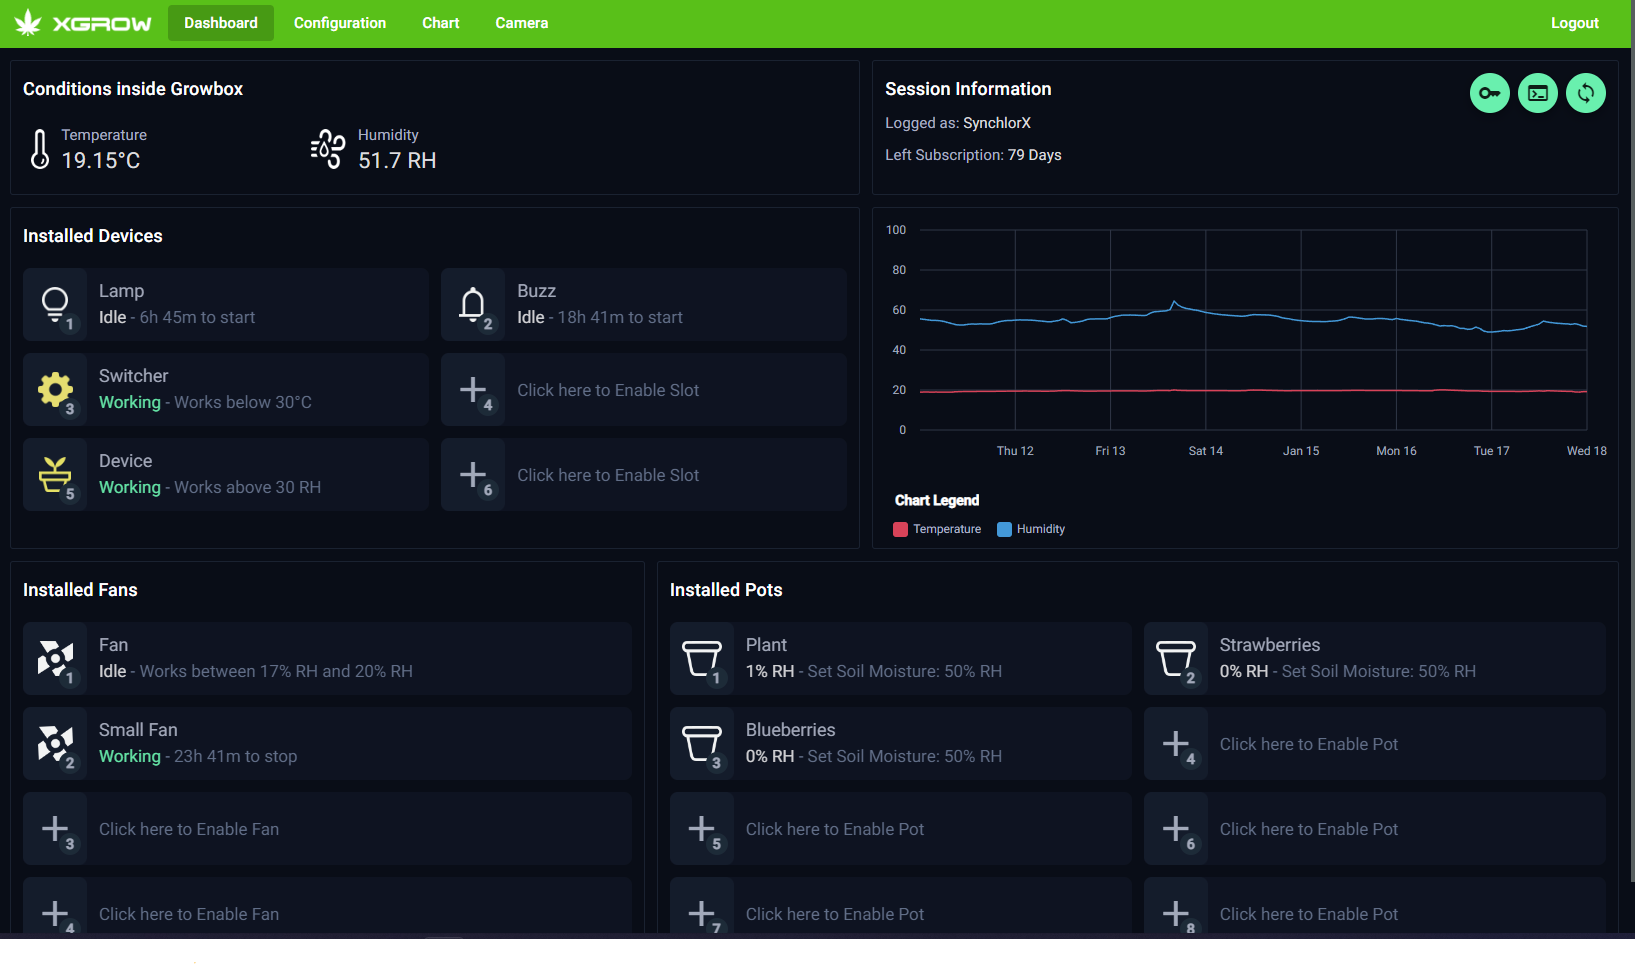 XGROW Dashboard Configuration Chart Camera Logout
Conditions inside Growbox
Temperature
19.15°C
Humidity
51.7 RH
Session Information
Logged as: SynchlorX
Left Subscription: 79 Days
Installed Devices
Lamp
Idle - 6h 45m to start
1
Buzz
Idle - 18h 41m to start
2
Switcher
Working - Works below 30°C
3
Click here to Enable Slot
4
Device
Working - Works above 30 RH
5
Click here to Enable Slot
6
100
80
60
40
20
0
Thu 12 Fri 13 Sat 14 Jan 15 Mon 16 Tue 17 Wed 18
Chart Legend
Temperature Humidity
Installed Fans
Fan
Idle - Works between 17% RH and 20% RH
1
Small Fan
Working - 23h 41m to stop
2
Click here to Enable Fan
3
Click here to Enable Fan
4
Installed Pots
Plant
1% RH - Set Soil Moisture: 50% RH
1
Strawberries
0% RH - Set Soil Moisture: 50% RH
2
Blueberries
0% RH - Set Soil Moisture: 50% RH
3
Click here to Enable Pot
4
Click here to Enable Pot
5
Click here to Enable Pot
6
Click here to Enable Pot
7
Click here to Enable Pot
8